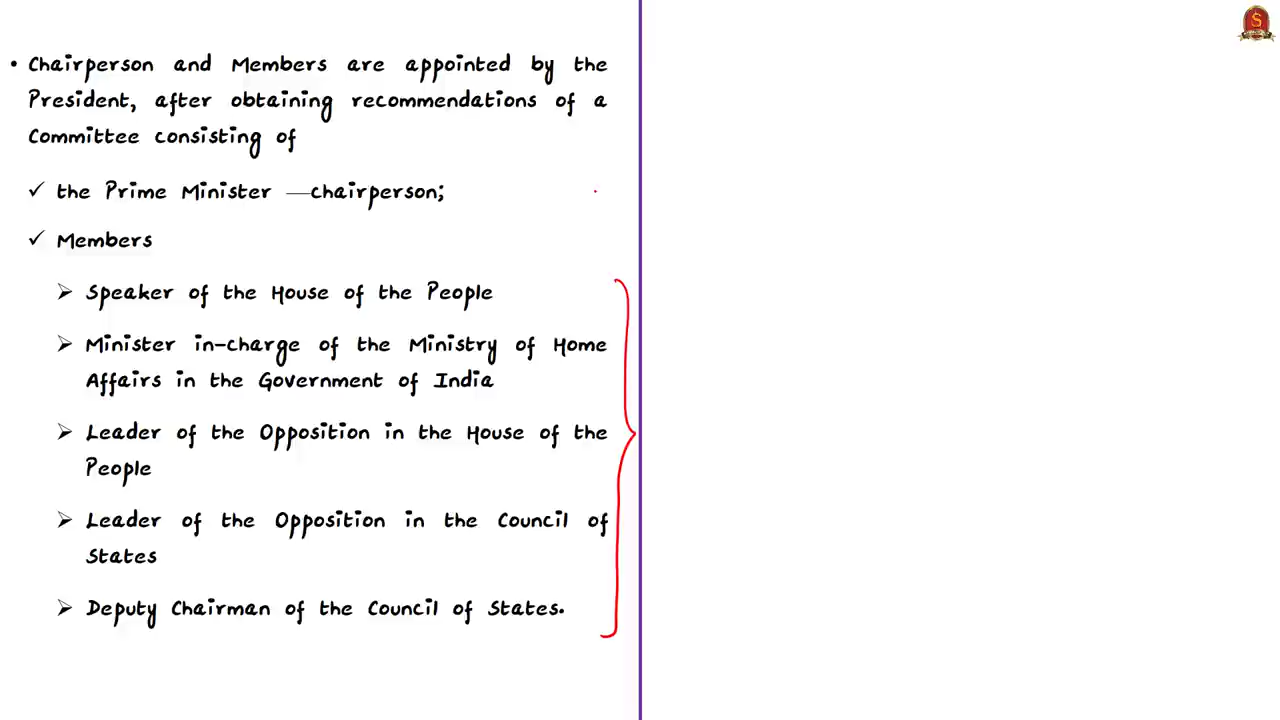 • Chairperson and Members are appointed by the
President, after obtaining recommendations of a
Committee consisting of
✓ the Prime Minister —chairperson;
✓ Members
➢ Speaker of the House of the People
➢ Minister in-charge of the Ministry of Home
Affairs in the Government of India
➢ Leader of the Opposition in the House of the
People
➢ Leader of the Opposition in the Council of
States
➢ Deputy Chairman of the Council of States.